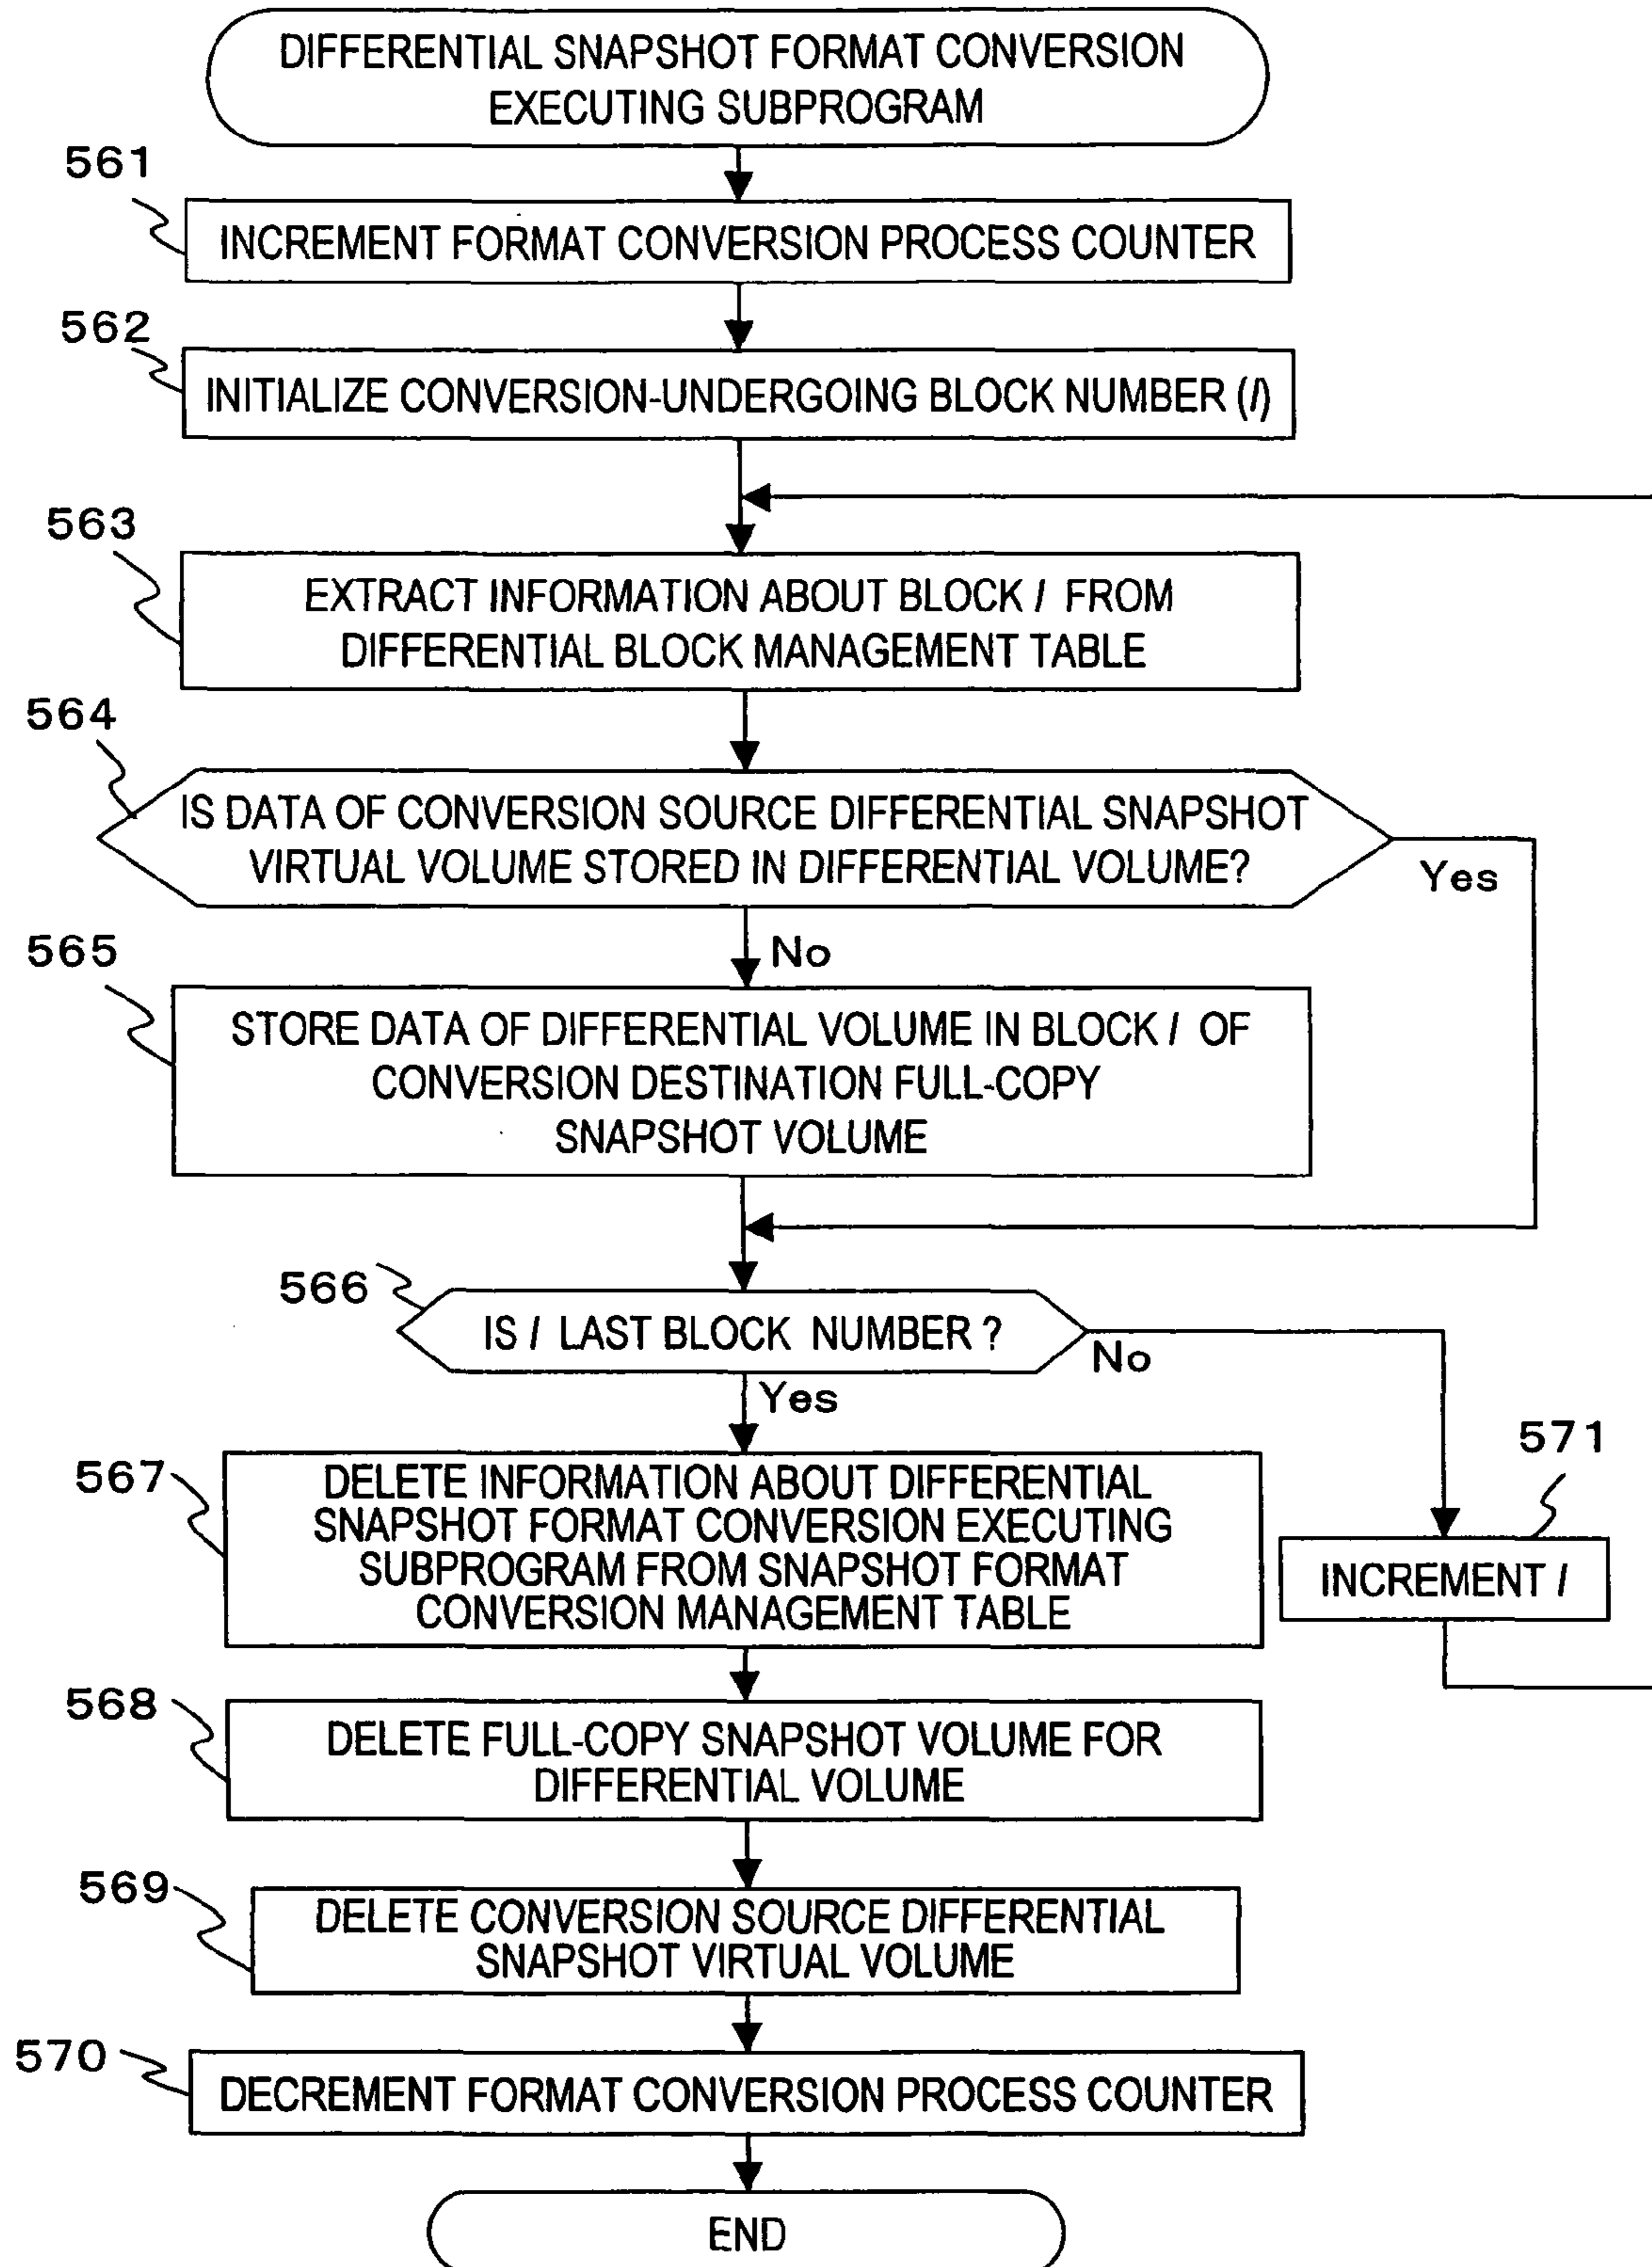 DIFFERENTIAL SNAPSHOT FORMAT CONVERSION
EXECUTING SUBPROGRAM
561
INCREMENT FORMAT CONVERSION PROCESS COUNTER
562
INITIALIZE CONVERSION-UNDERGOING BLOCK NUMBER (I)
563
EXTRACT INFORMATION ABOUT BLOCK I FROM
DIFFERENTIAL BLOCK MANAGEMENT TABLE
564
IS DATA OF CONVERSION SOURCE DIFFERENTIAL SNAPSHOT
VIRTUAL VOLUME STORED IN DIFFERENTIAL VOLUME?
Yes
No
565
STORE DATA OF DIFFERENTIAL VOLUME IN BLOCK I OF
CONVERSION DESTINATION FULL-COPY
SNAPSHOT VOLUME
566
IS I LAST BLOCK NUMBER ?
No
Yes
571
INCREMENT I
567
DELETE INFORMATION ABOUT DIFFERENTIAL
SNAPSHOT FORMAT CONVERSION EXECUTING
SUBPROGRAM FROM SNAPSHOT FORMAT
CONVERSION MANAGEMENT TABLE
568
DELETE FULL-COPY SNAPSHOT VOLUME FOR
DIFFERENTIAL VOLUME
569
DELETE CONVERSION SOURCE DIFFERENTIAL
SNAPSHOT VIRTUAL VOLUME
570
DECREMENT FORMAT CONVERSION PROCESS COUNTER
END